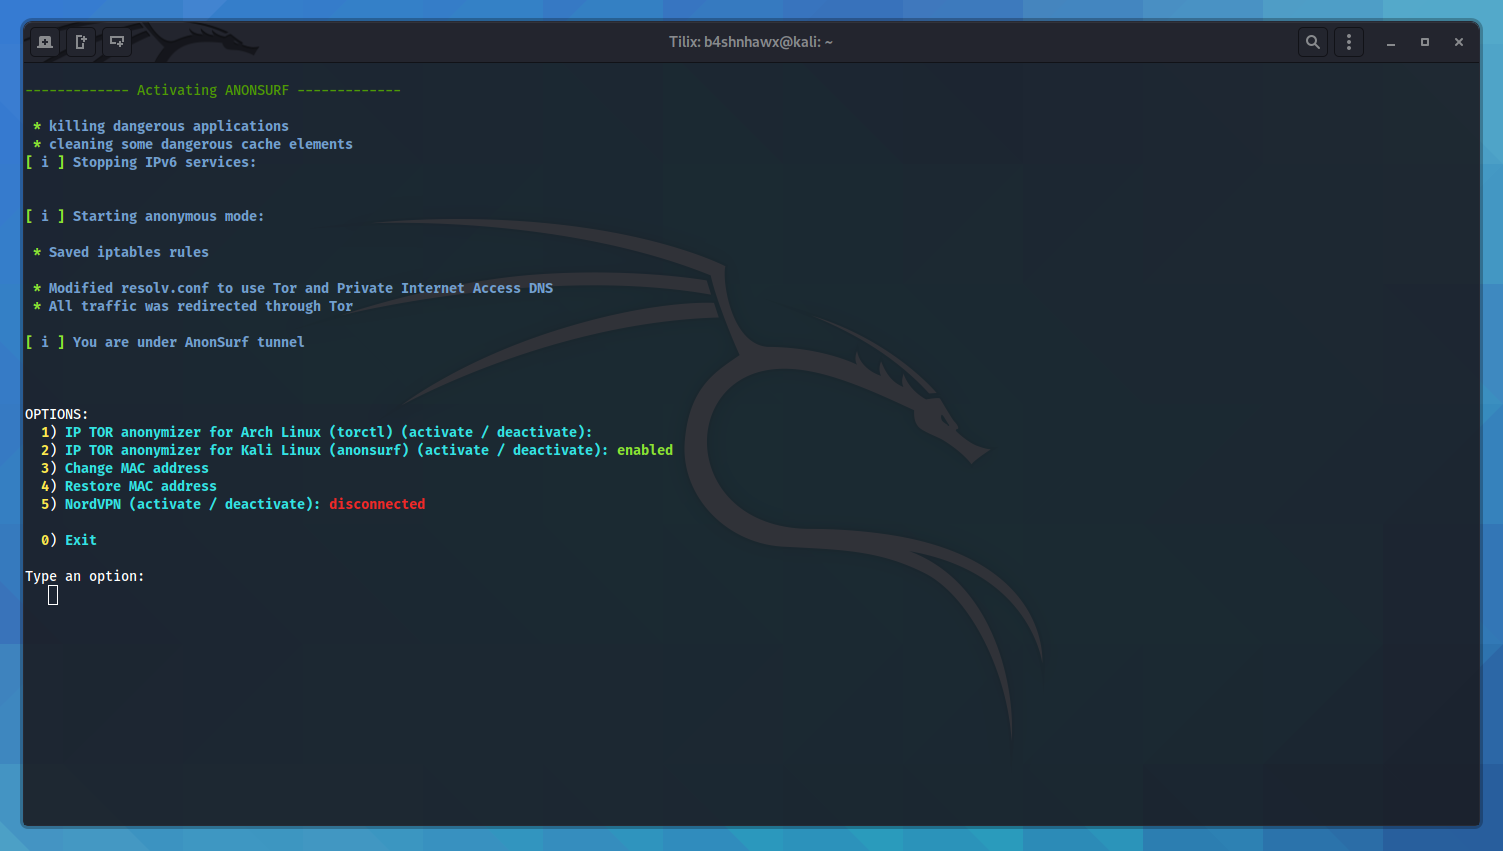 Tilix: b4shnhawx@kali: ~
------------- Activating ANONSURF -------------
* killing dangerous applications
* cleaning some dangerous cache elements
[ i ] Stopping IPv6 services:
[ i ] Starting anonymous mode:
* Saved iptables rules
* Modified resolv.conf to use Tor and Private Internet Access DNS
* All traffic was redirected through Tor
[ i ] You are under AnonSurf tunnel
OPTIONS:
1) IP TOR anonymizer for Arch Linux (torctl) (activate / deactivate):
2) IP TOR anonymizer for Kali Linux (anonsurf) (activate / deactivate): enabled
3) Change MAC address
4) Restore MAC address
5) NordVPN (activate / deactivate): disconnected
0) Exit
Type an option: